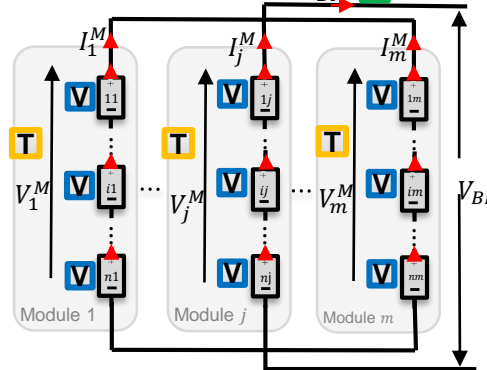 I_1^M I_j^M I_m^M
+ 11 − + 1j − + 1m −
V V V
T T T
V_1^M V_j^M V_m^M
+ i1 − + ij − + im −
V V V
... ...
+ n1 − + nj − + nm −
V V V
Module 1 Module j Module m